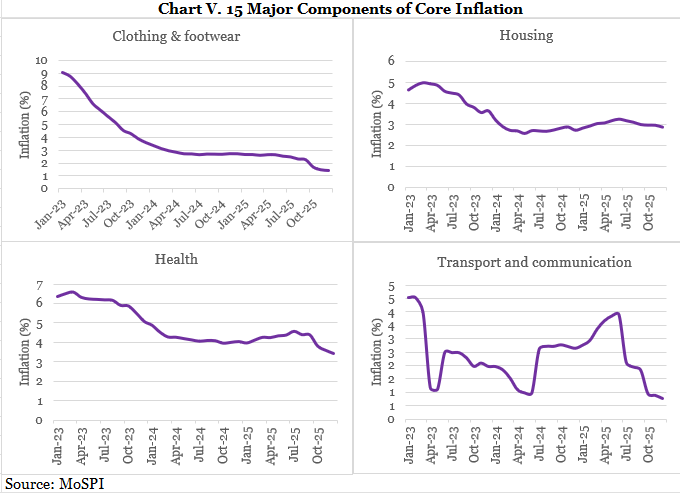 Chart V. 15 Major Components of Core Inflation
Clothing & footwear
Inflation (%)
10
9
8
7
6
5
4
3
2
1
0
Jan-23
Apr-23
Jul-23
Oct-23
Jan-24
Apr-24
Jul-24
Oct-24
Jan-25
Apr-25
Jul-25
Oct-25
Housing
Inflation (%)
6
5
4
3
2
1
0
Jan-23
Apr-23
Jul-23
Oct-23
Jan-24
Apr-24
Jul-24
Oct-24
Jan-25
Apr-25
Jul-25
Oct-25
Health
Inflation (%)
7
6
5
4
3
2
1
0
Jan-23
Apr-23
Jul-23
Oct-23
Jan-24
Apr-24
Jul-24
Oct-24
Jan-25
Apr-25
Jul-25
Oct-25
Transport and communication
Inflation (%)
5
5
4
4
3
3
2
2
1
1
0
Jan-23
Apr-23
Jul-23
Oct-23
Jan-24
Apr-24
Jul-24
Oct-24
Jan-25
Apr-25
Jul-25
Oct-25
Source: MoSPI